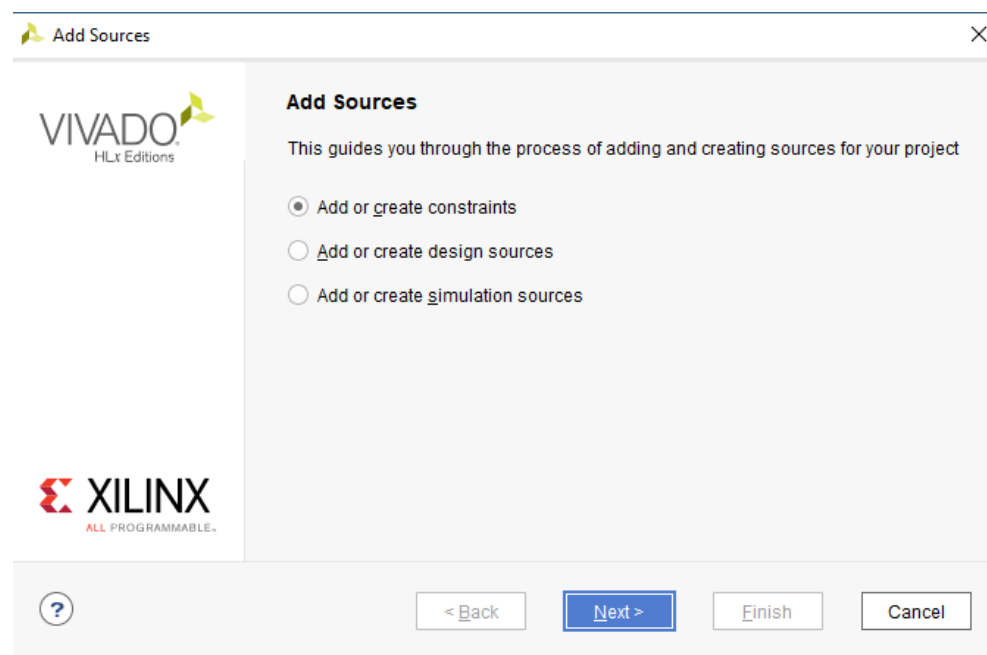 Add Sources
VIVADO.
HLx Editions
Add Sources
This guides you through the process of adding and creating sources for your project
Add or create constraints
Add or create design sources
Add or create simulation sources
XILINX
ALL PROGRAMMABLE™
?
< Back
Next >
Finish
Cancel